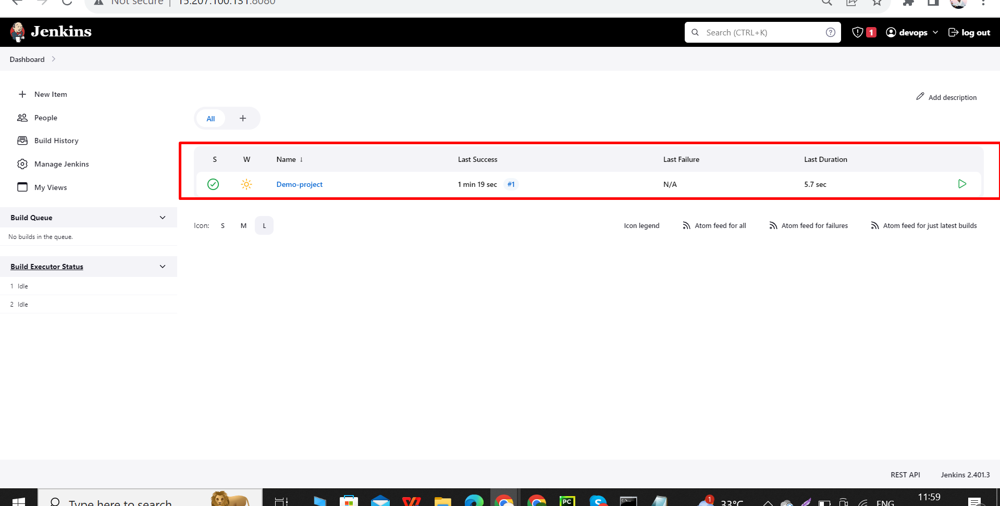 Not secure | 15.207.100.131:8080
Jenkins
Search (CTRL+K)
1
devops
log out
Dashboard
New Item
People
Build History
Manage Jenkins
My Views
Add description
All +
S W Name ↓ Last Success Last Failure Last Duration
Demo-project 1 min 19 sec #1 N/A 5.7 sec
Icon: S M L
Icon legend
Atom feed for all
Atom feed for failures
Atom feed for just latest builds
Build Queue
No builds in the queue.
Build Executor Status
1 Idle
2 Idle
REST API
Jenkins 2.401.3
Type here to search
PC
1
33°C
ENG
11:59